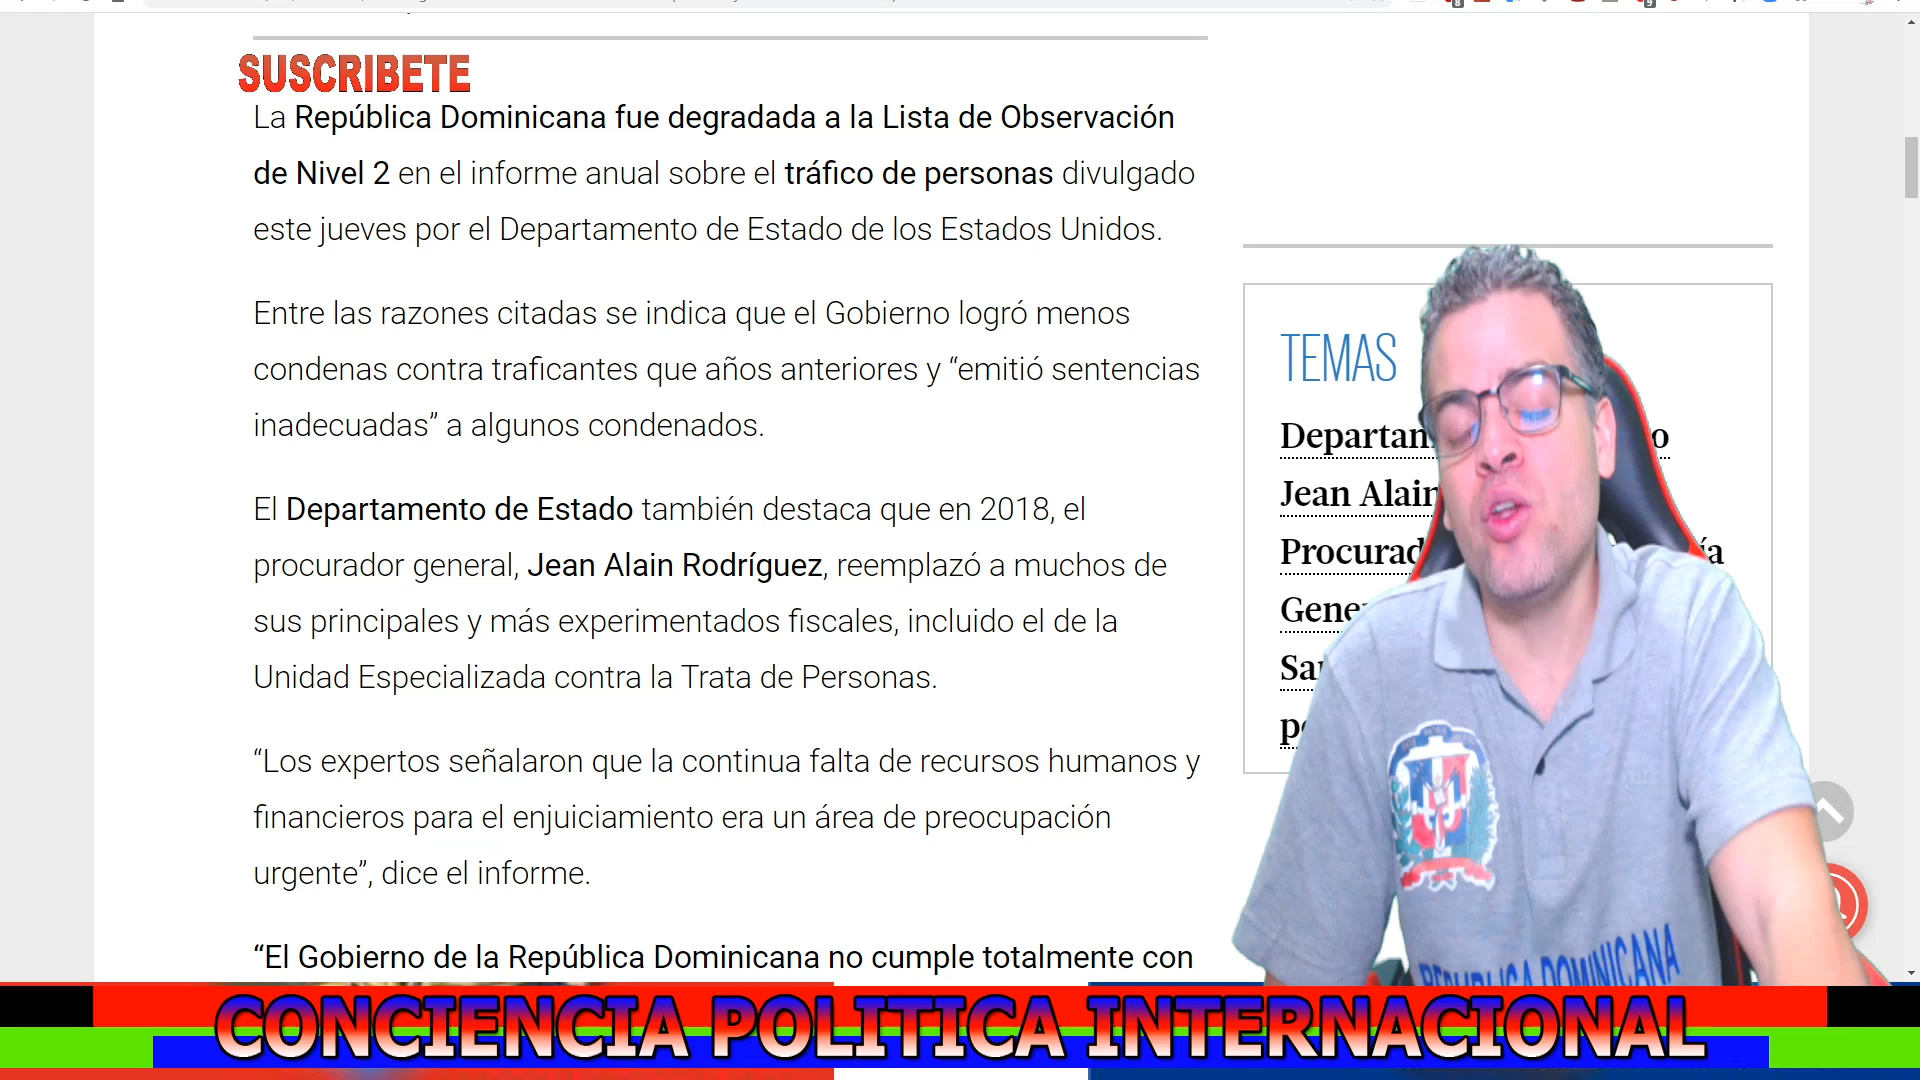 SUSCRIBETE
La República Dominicana fue degradada a la Lista de Observación
de Nivel 2 en el informe anual sobre el tráfico de personas divulgado
este jueves por el Departamento de Estado de los Estados Unidos.
Entre las razones citadas se indica que el Gobierno logró menos
condenas contra traficantes que años anteriores y “emitió sentencias
inadecuadas” a algunos condenados.
El Departamento de Estado también destaca que en 2018, el
procurador general, Jean Alain Rodríguez, reemplazó a muchos de
sus principales y más experimentados fiscales, incluido el de la
Unidad Especializada contra la Trata de Personas.
“Los expertos señalaron que la continua falta de recursos humanos y
financieros para el enjuiciamiento era un área de preocupación
urgente”, dice el informe.
“El Gobierno de la República Dominicana no cumple totalmente con
TEMAS
Jean Alain
REPUBLICA DOMINICANA
CONCIENCIA POLITICA INTERNACIONAL